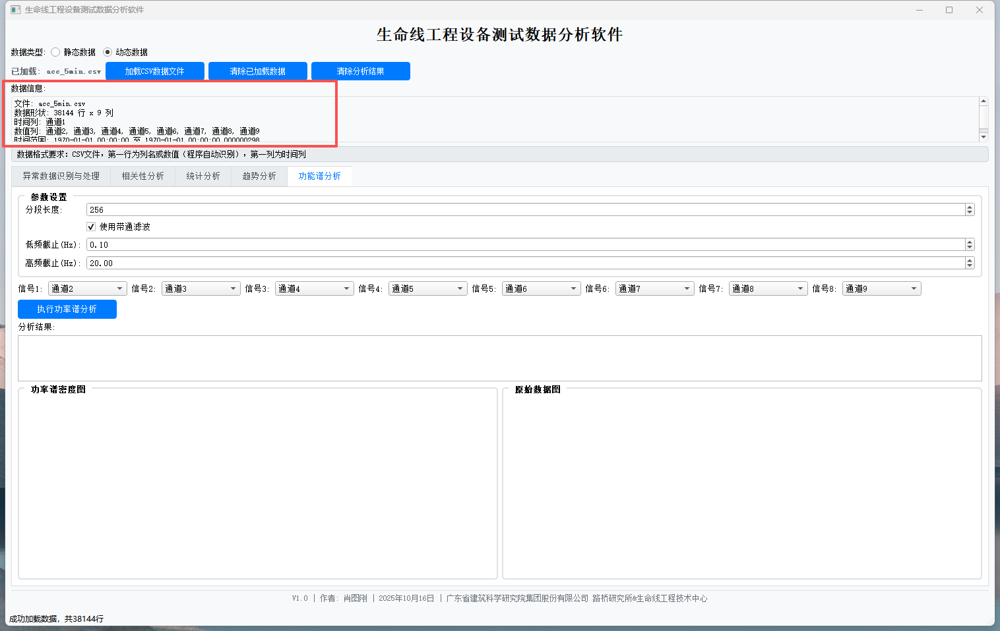 生命线工程设备测试数据分析软件
生命线工程设备测试数据分析软件
数据类型: 静态数据 动态数据
已加载: acc_5min.csv 加载CSV数据文件 清除已加载数据 清除分析结果
数据信息:
文件: acc_5min.csv
数据形状: 38144 行 x 9 列
时间列: 通道1
数值列: 通道2, 通道3, 通道4, 通道5, 通道6, 通道7, 通道8, 通道9
时间范围: 1970-01-01 00:00:00 至 1970-01-01 00:00:00.000000298
数据格式要求: CSV文件，第一行为列名或数值（程序自动识别），第一列为时间列
异常数据识别与处理 相关性分析 统计分析 趋势分析 功能谱分析
参数设置
分段长度: 256
使用带通滤波
低频截止(Hz): 0.10
高频截止(Hz): 20.00
信号1: 通道2 信号2: 通道3 信号3: 通道4 信号4: 通道5 信号5: 通道6 信号6: 通道7 信号7: 通道8 信号8: 通道9
执行功率谱分析
分析结果:
功率谱密度图 原始数据图
V1.0 | 作者: 肖图刚 | 2025年10月16日 | 广东省建筑科学研究院集团股份有限公司 路桥研究所@生命线工程技术中心
成功加载数据，共38144行